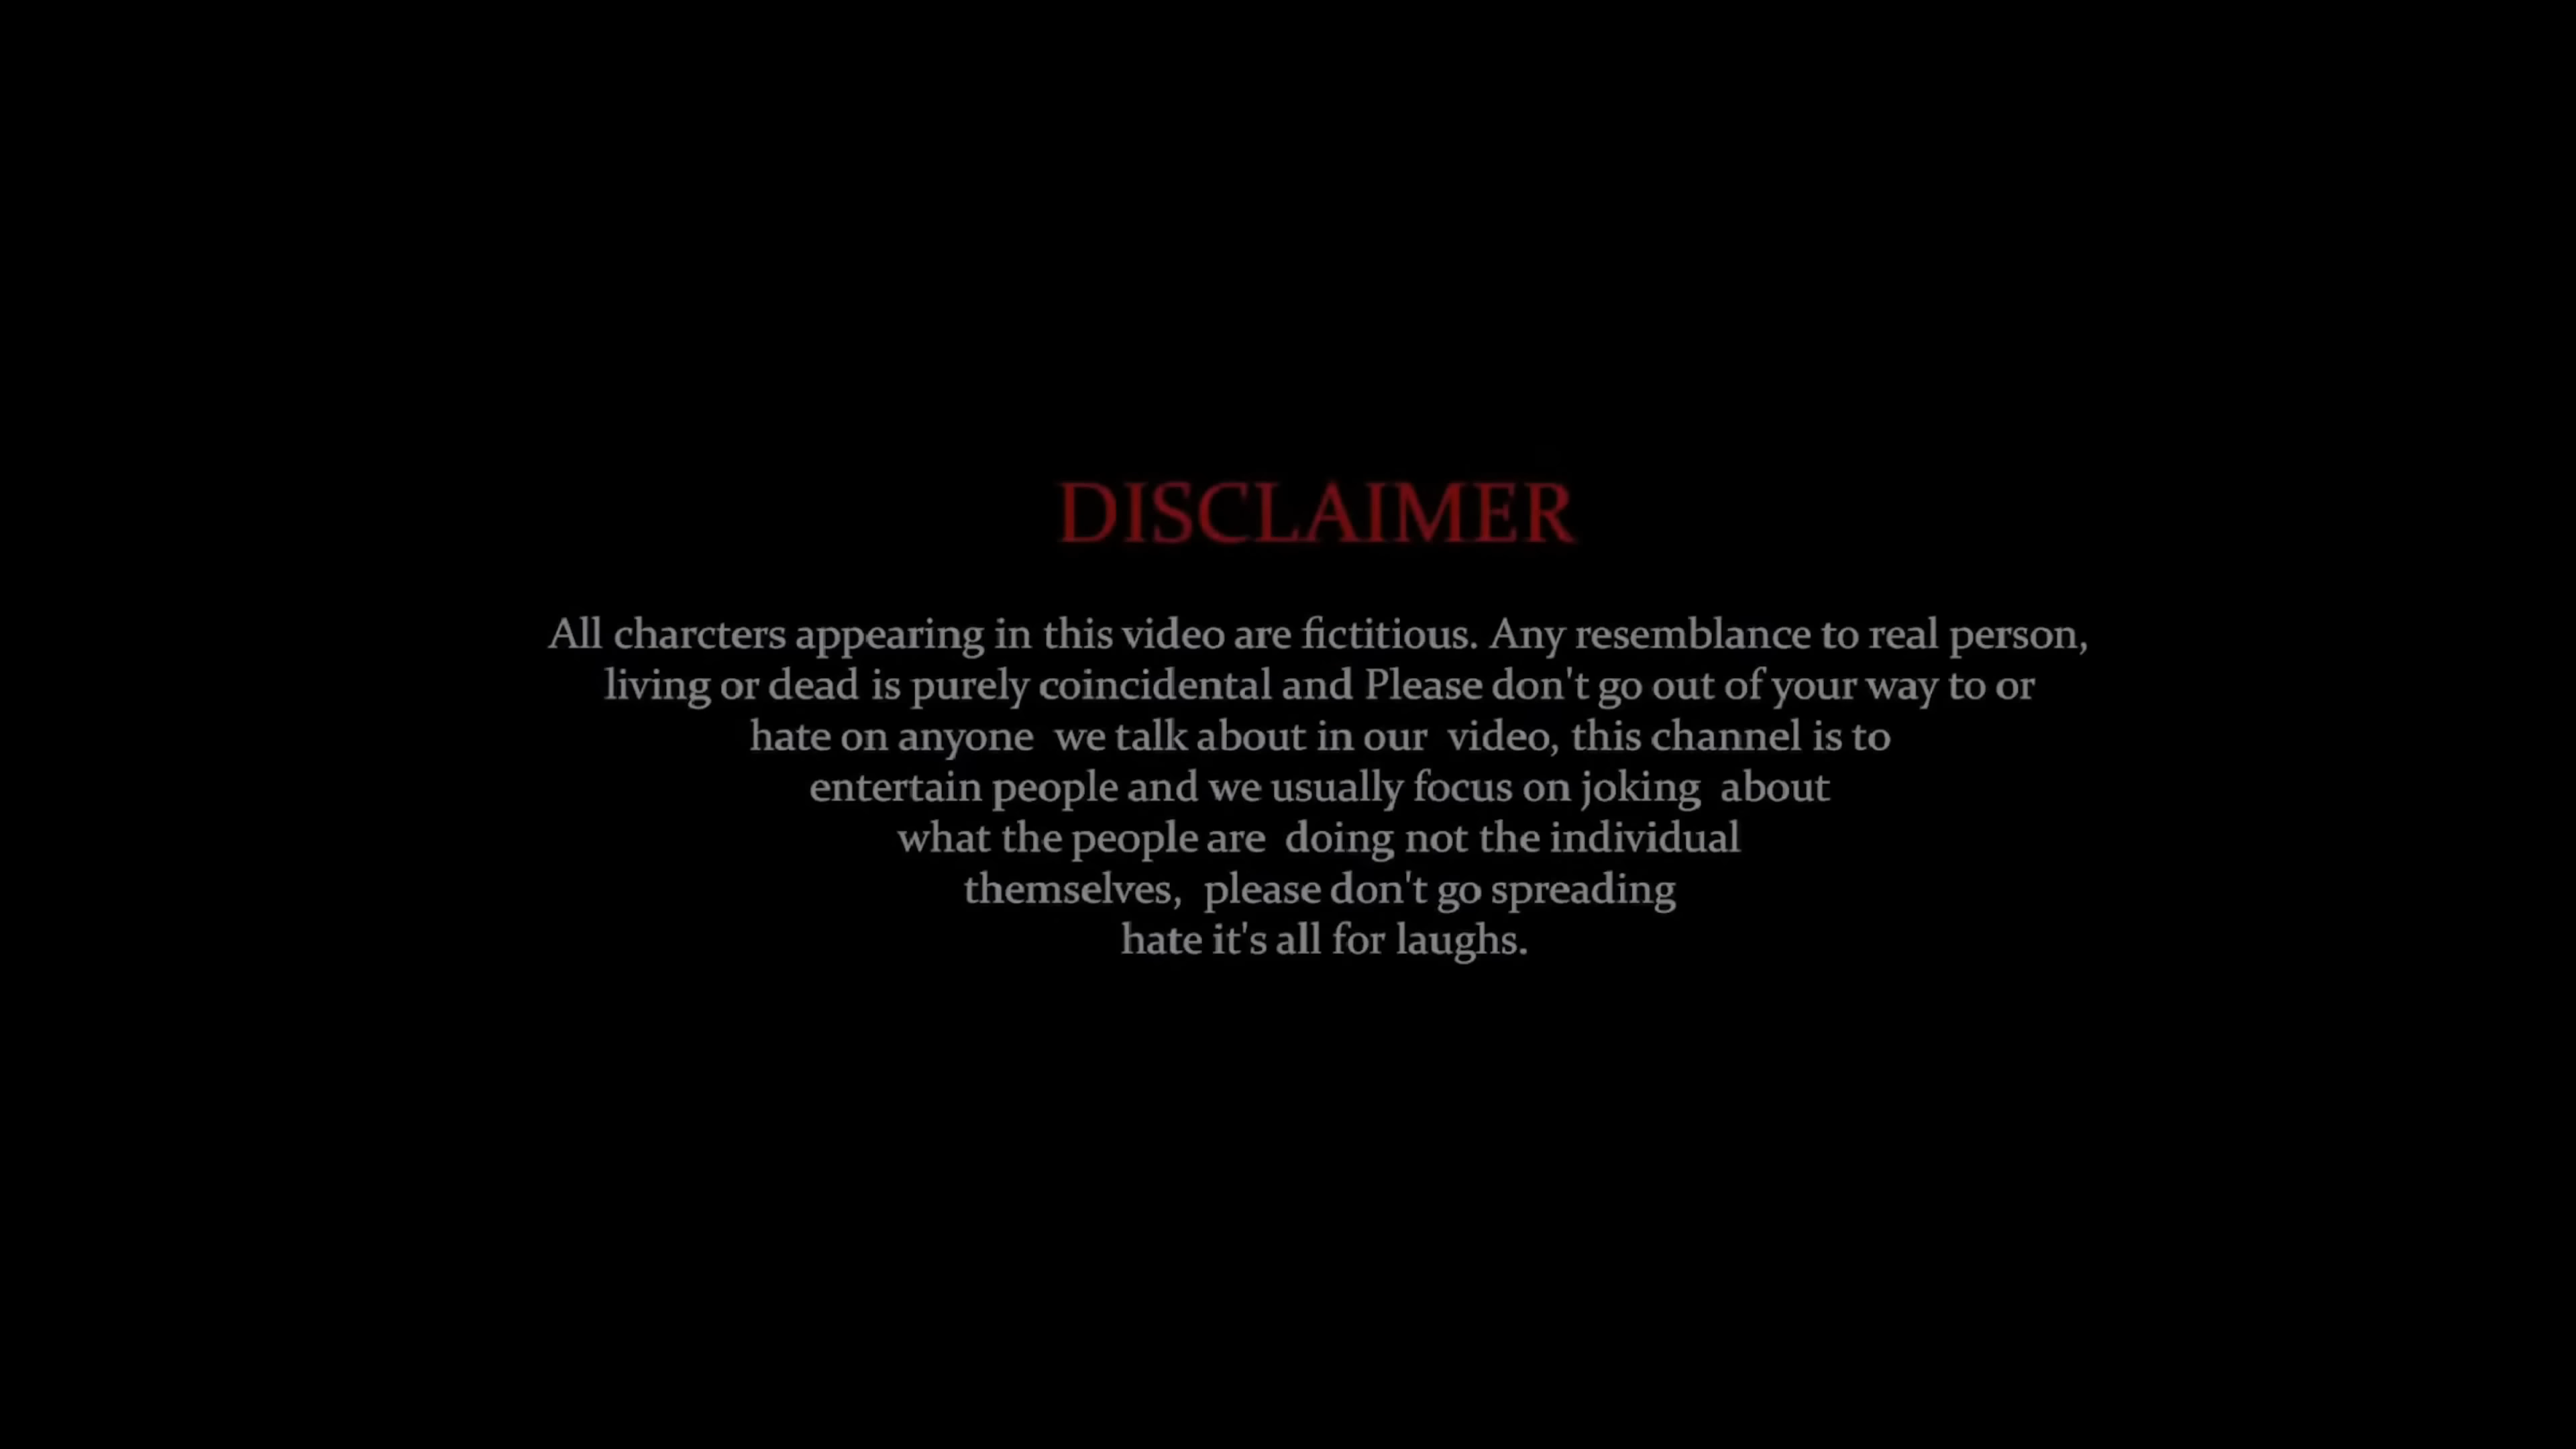 DISCLAIMER
All charcters appearing in this video are fictitious. Any resemblance to real person,
living or dead is purely coincidental and Please don't go out of your way to or
hate on anyone  we talk about in our  video, this channel is to
entertain people and we usually focus on joking  about
what the people are  doing not the individual
themselves,  please don't go spreading
hate it's all for laughs.